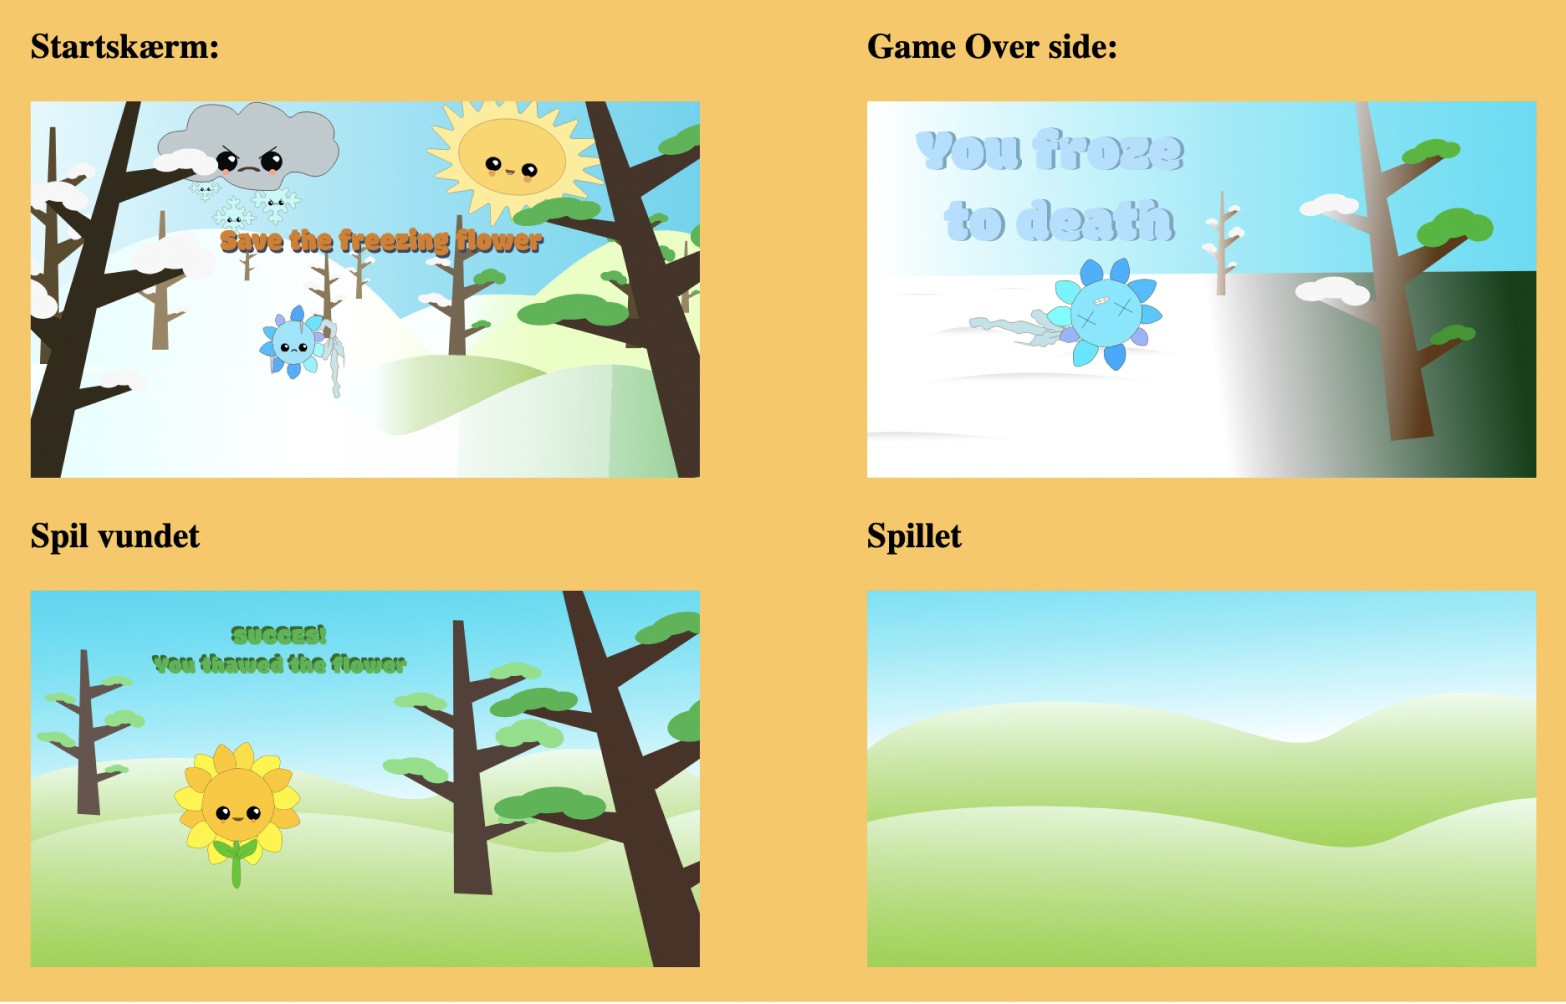 Startskærm:
Game Over side:
Save the freezing flower
You froze
to death
Spil vundet
Spillet
SUCCES!
You thawed the flower